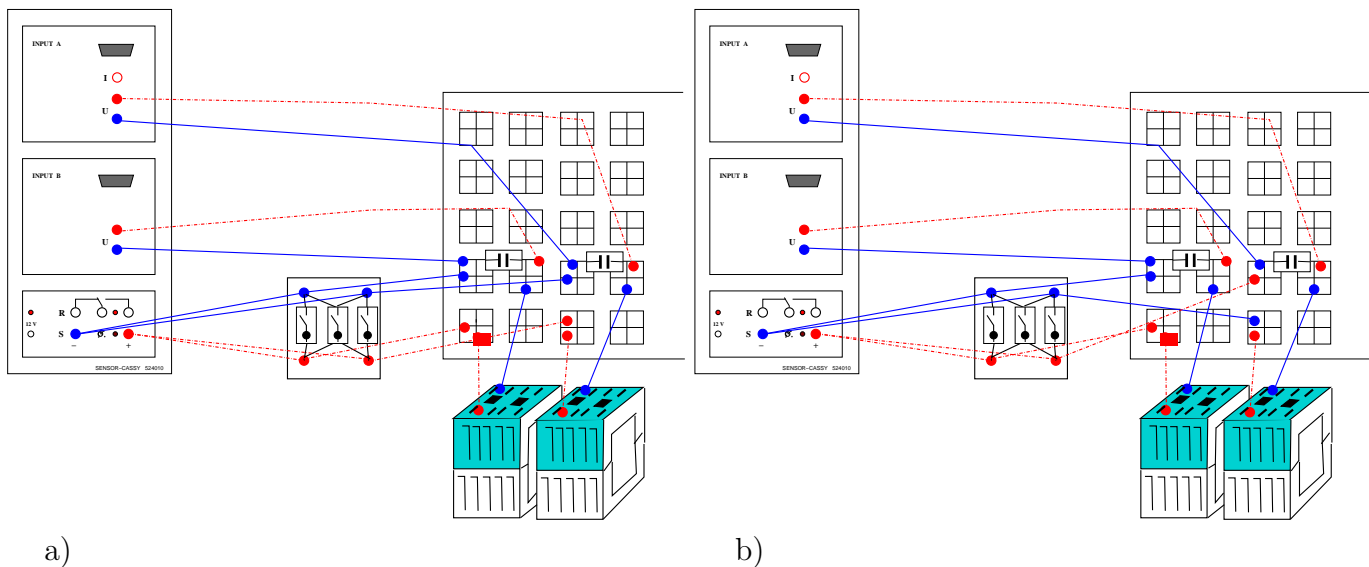 INPUT A
I
U
INPUT B
U
R
12 V
S
− +
SENSOR−CASSY 524010
a)
INPUT A
I
U
INPUT B
U
R
12 V
S
− +
SENSOR−CASSY 524010
b)